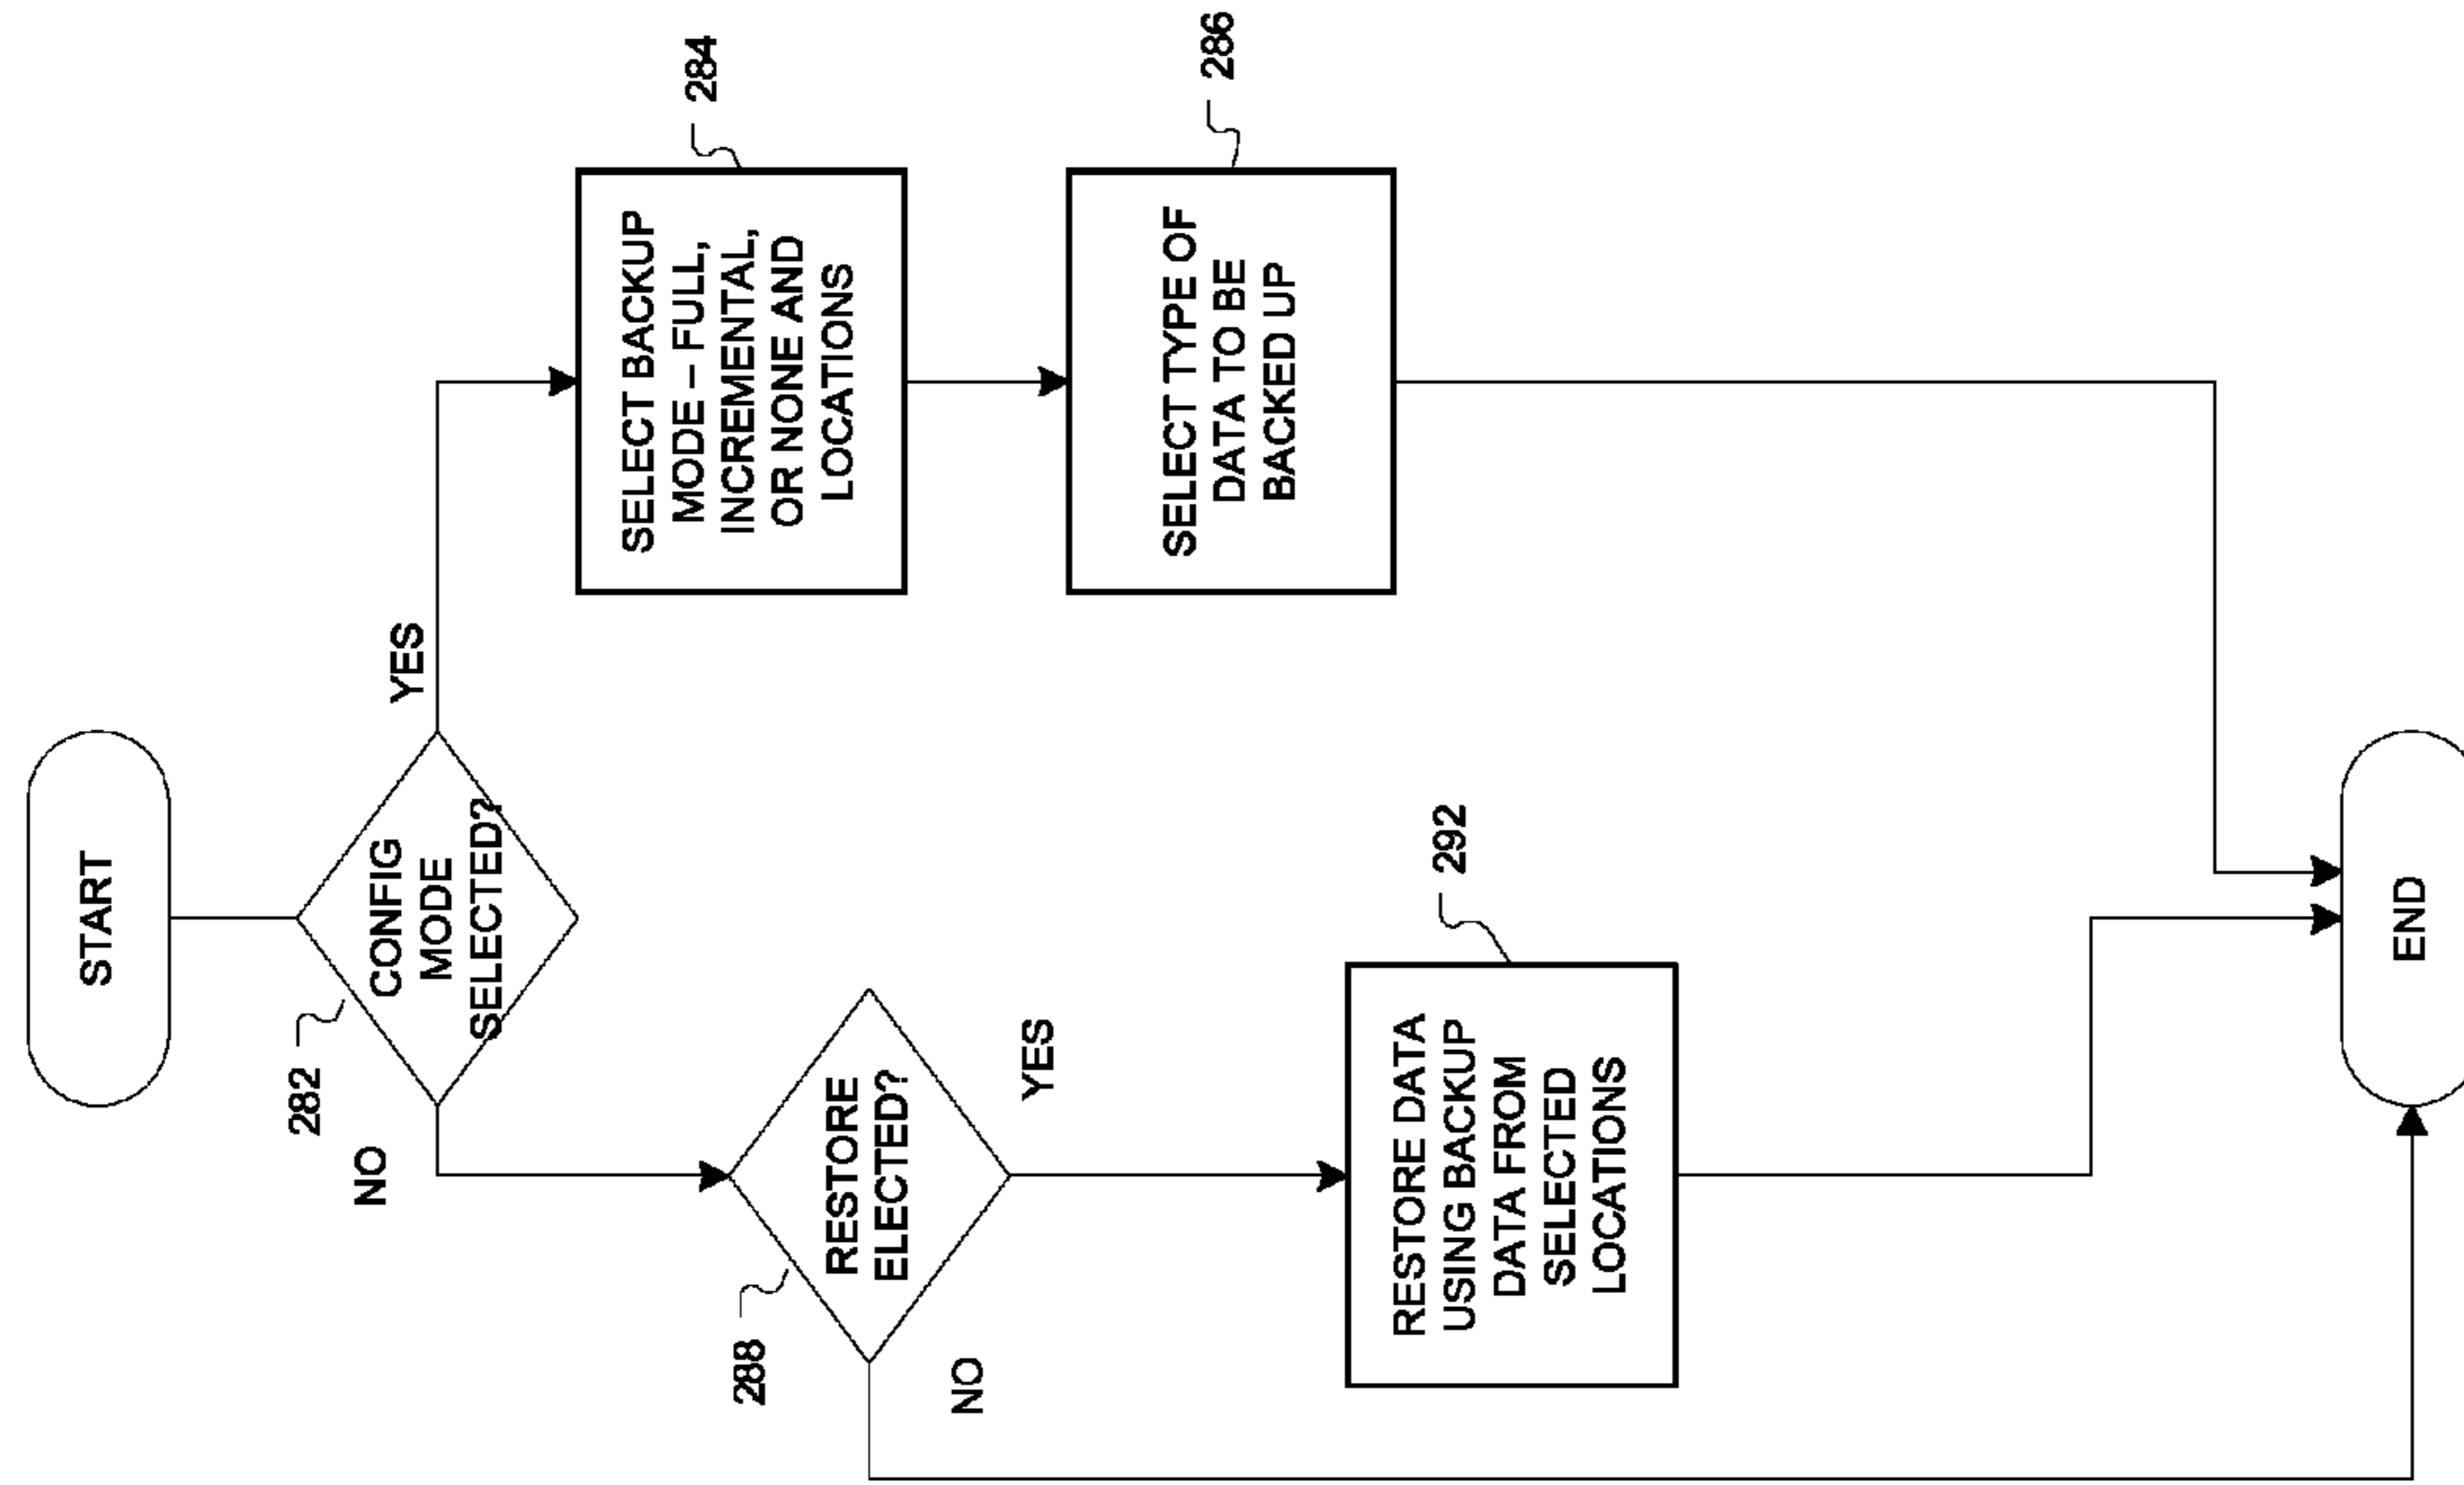 START
282
CONFIG
MODE
SELECTED?
YES
NO
284
SELECT BACKUP
MODE – FULL,
INCREMENTAL,
OR NONE AND
LOCATIONS
286
SELECT TYPE OF
DATA TO BE
BACKED UP
288
RESTORE
ELECTED?
YES
NO
292
RESTORE DATA
USING BACKUP
DATA FROM
SELECTED
LOCATIONS
END